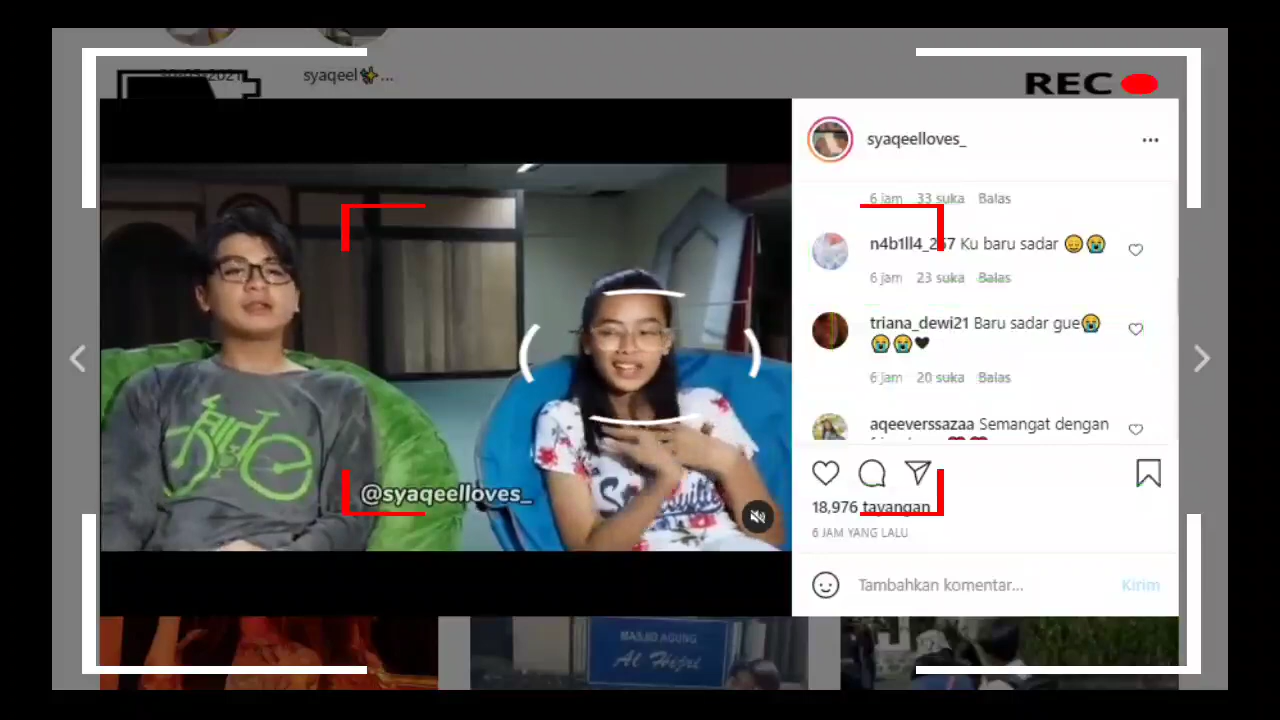 syaqeel✨...
REC
syaqeelloves_
6 jam 33 suka Balas
n4b1ll4_257 Ku baru sadar 😔😭
6 jam 23 suka Balas
triana_dewi21 Baru sadar gue😭
😭😭🖤
6 jam 20 suka Balas
aqeeverssazaa Semangat dengan
18,976 tayangan
6 JAM YANG LALU
Tambahkan komentar...
Kirim
@syaqeelloves_
BICI
MASJID AGUNG
Al Hijri